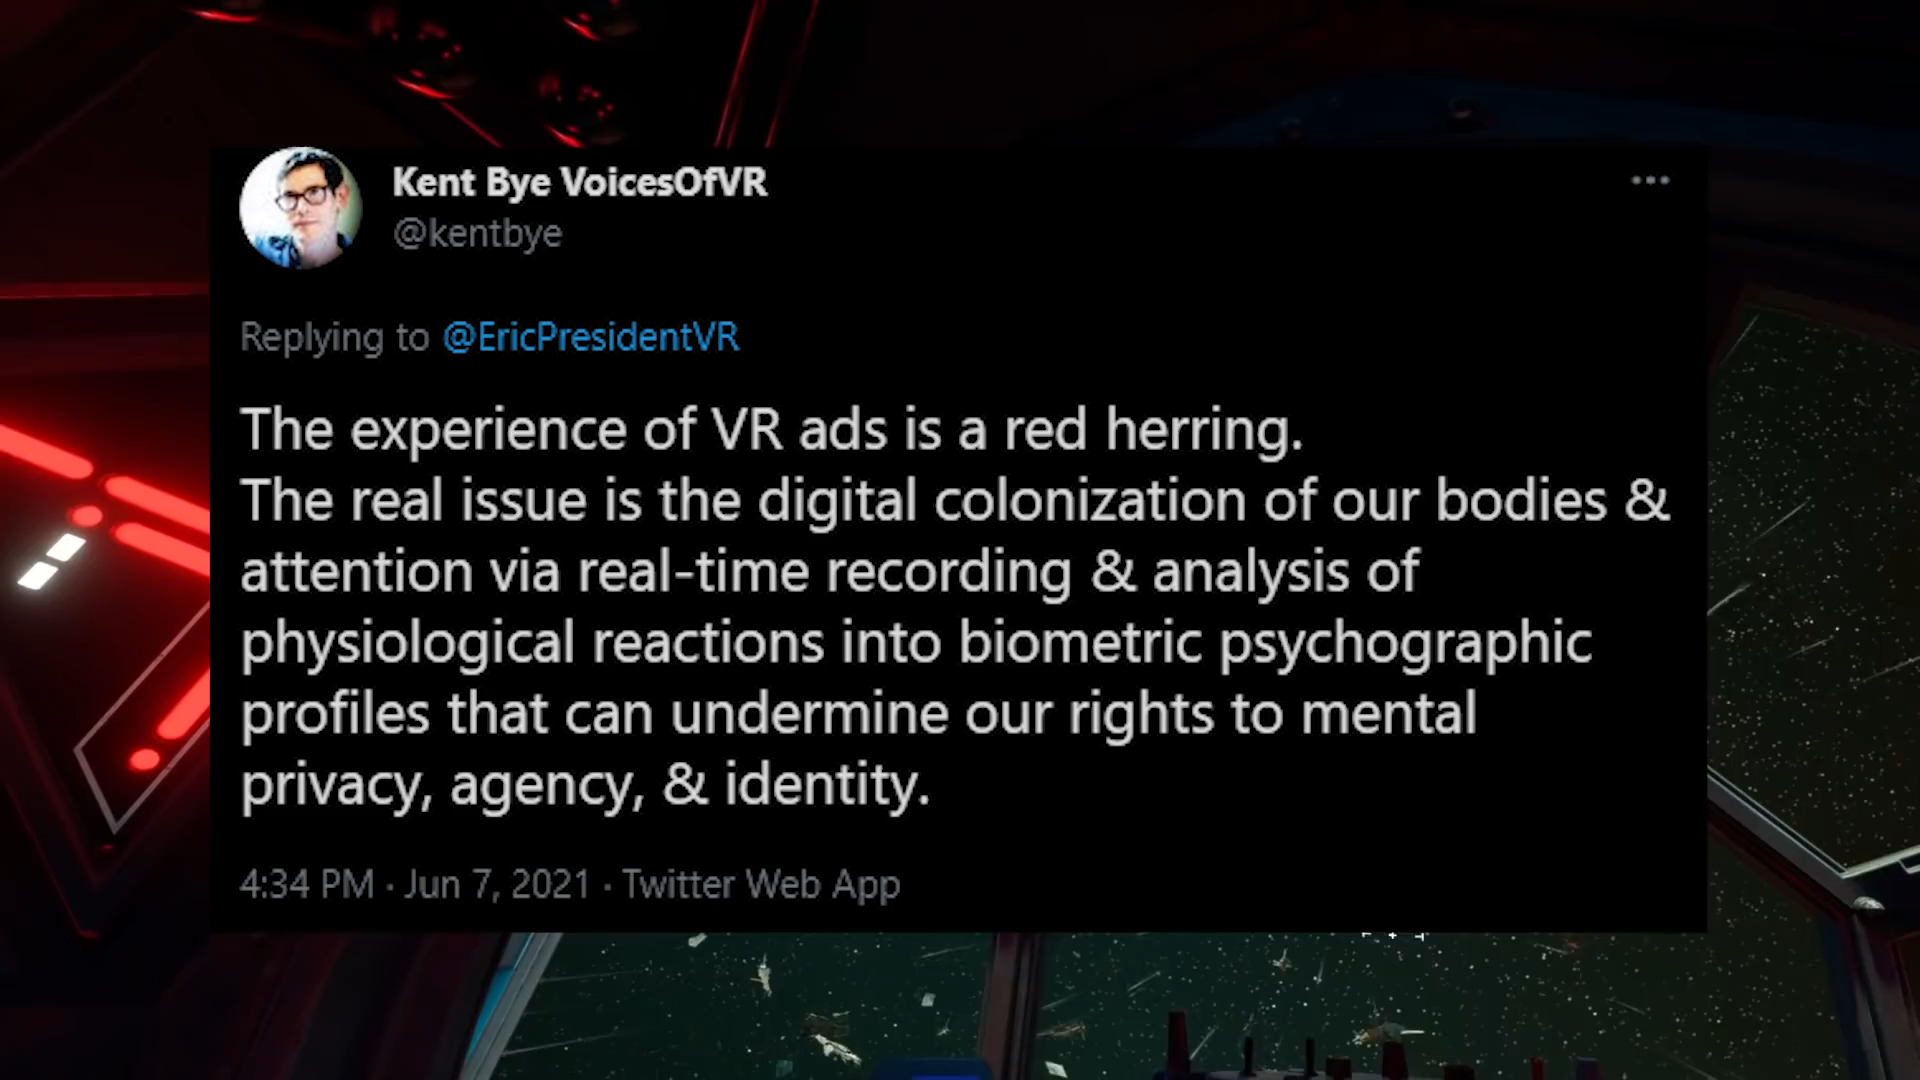 Kent Bye VoicesOfVR
@kentbye
Replying to @EricPresidentVR
The experience of VR ads is a red herring.
The real issue is the digital colonization of our bodies &
attention via real-time recording & analysis of
physiological reactions into biometric psychographic
profiles that can undermine our rights to mental
privacy, agency, & identity.
4:34 PM · Jun 7, 2021 · Twitter Web App